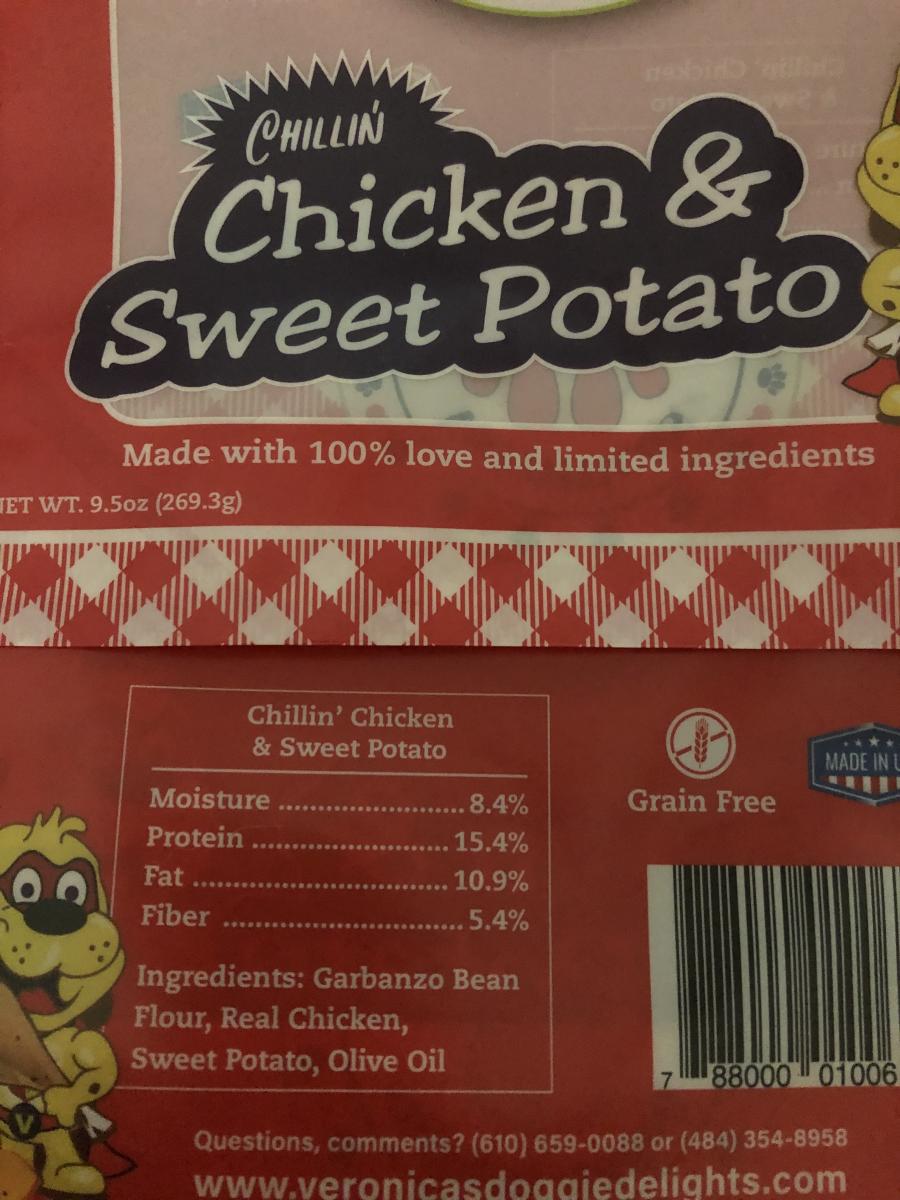 CHILLIN'
Chicken &
Sweet Potato
Made with 100% love and limited ingredients
NET WT. 9.5oz (269.3g)
Chillin' Chicken
& Sweet Potato
Moisture ........................ 8.4%
Protein ......................... 15.4%
Fat ................................ 10.9%
Fiber .............................. 5.4%
Ingredients: Garbanzo Bean
Flour, Real Chicken,
Sweet Potato, Olive Oil
Grain Free
MADE IN U
V
7 88000 01006
Questions, comments? (610) 659-0088 or (484) 354-8958
www.veronicasdoggiedelights.com